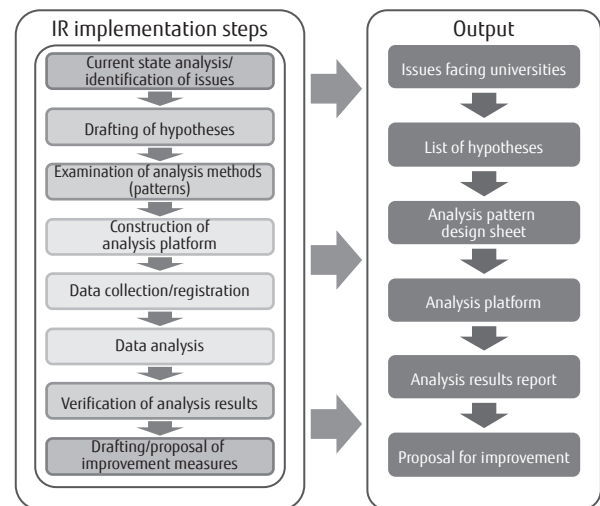 IR implementation steps
Current state analysis/
identification of issues
Drafting of hypotheses
Examination of analysis methods
(patterns)
Construction of
analysis platform
Data collection/registration
Data analysis
Verification of analysis results
Drafting/proposal of
improvement measures
Output
Issues facing universities
List of hypotheses
Analysis pattern
design sheet
Analysis platform
Analysis results report
Proposal for improvement